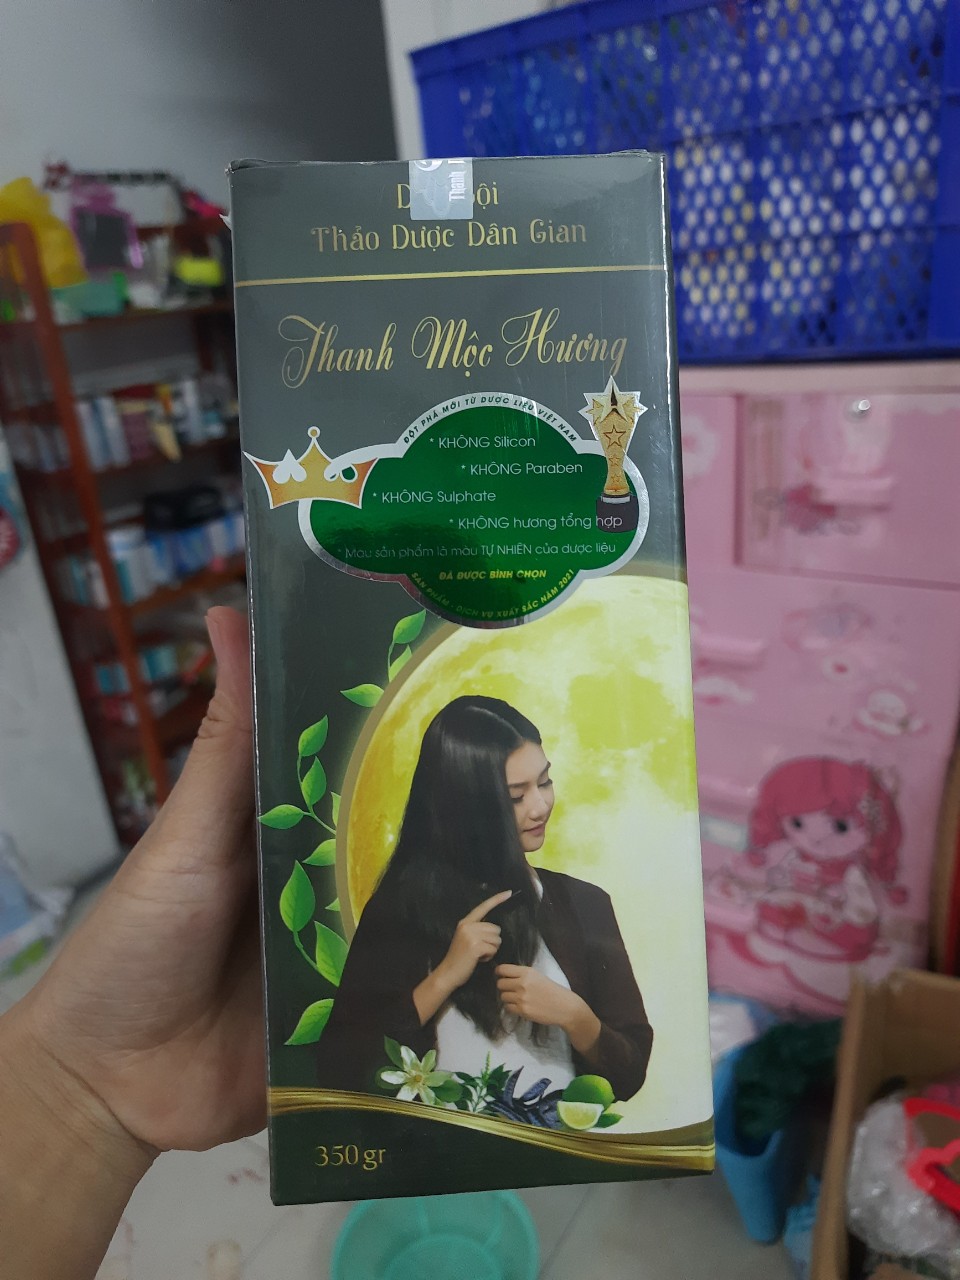 Thảo Dược Dân Gian
Thanh Mộc Hương
ĐỘT PHÁ MỚI TỪ DƯỢC LIỆU VIỆT NAM
* KHÔNG Silicon
* KHÔNG Paraben
* KHÔNG Sulphate
* KHÔNG hương tổng hợp
* Màu sản phẩm là màu TỰ NHIÊN của dược liệu
ĐÃ ĐƯỢC BÌNH CHỌN
SẢN PHẨM - DỊCH VỤ XUẤT SẮC NĂM 2021
350gr